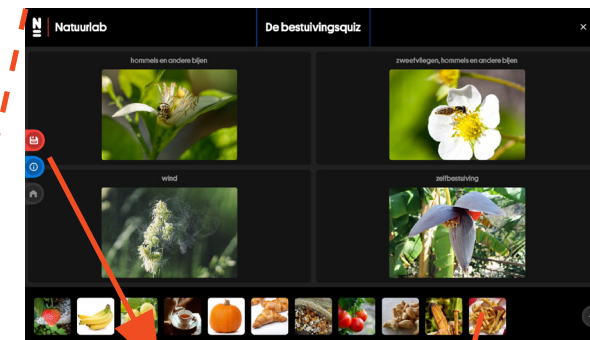 N
Natuurlab
De bestuivingsquiz
hommels en andere bijen
zweefvliegen, hommels en andere bijen
wind
zelfbestuiving